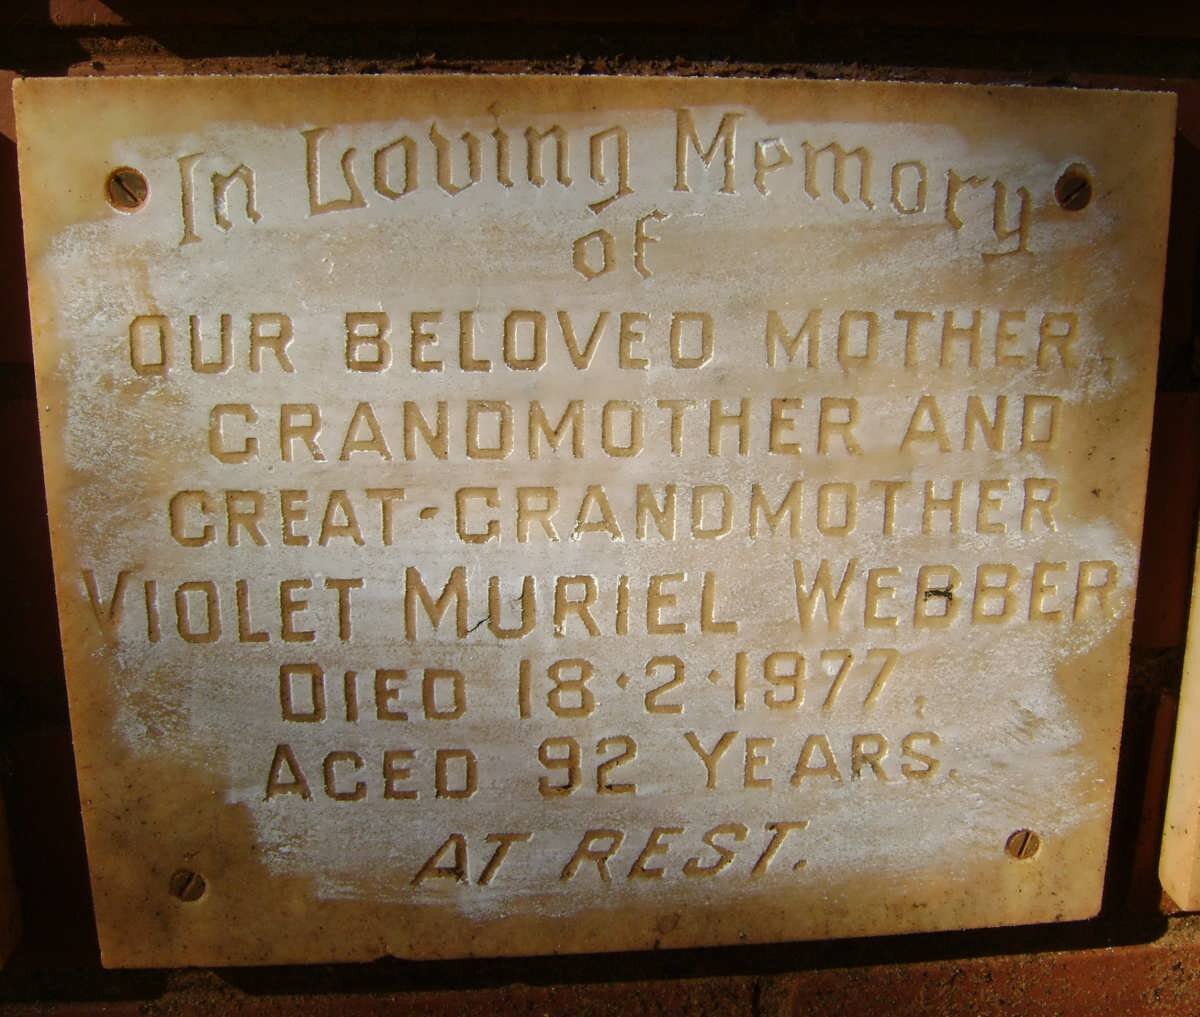 In Loving Memory
of
OUR BELOVED MOTHER,
GRANDMOTHER AND
GREAT-GRANDMOTHER
VIOLET MURIEL WEBBER
DIED 18·2·1977,
AGED 92 YEARS.
AT REST.